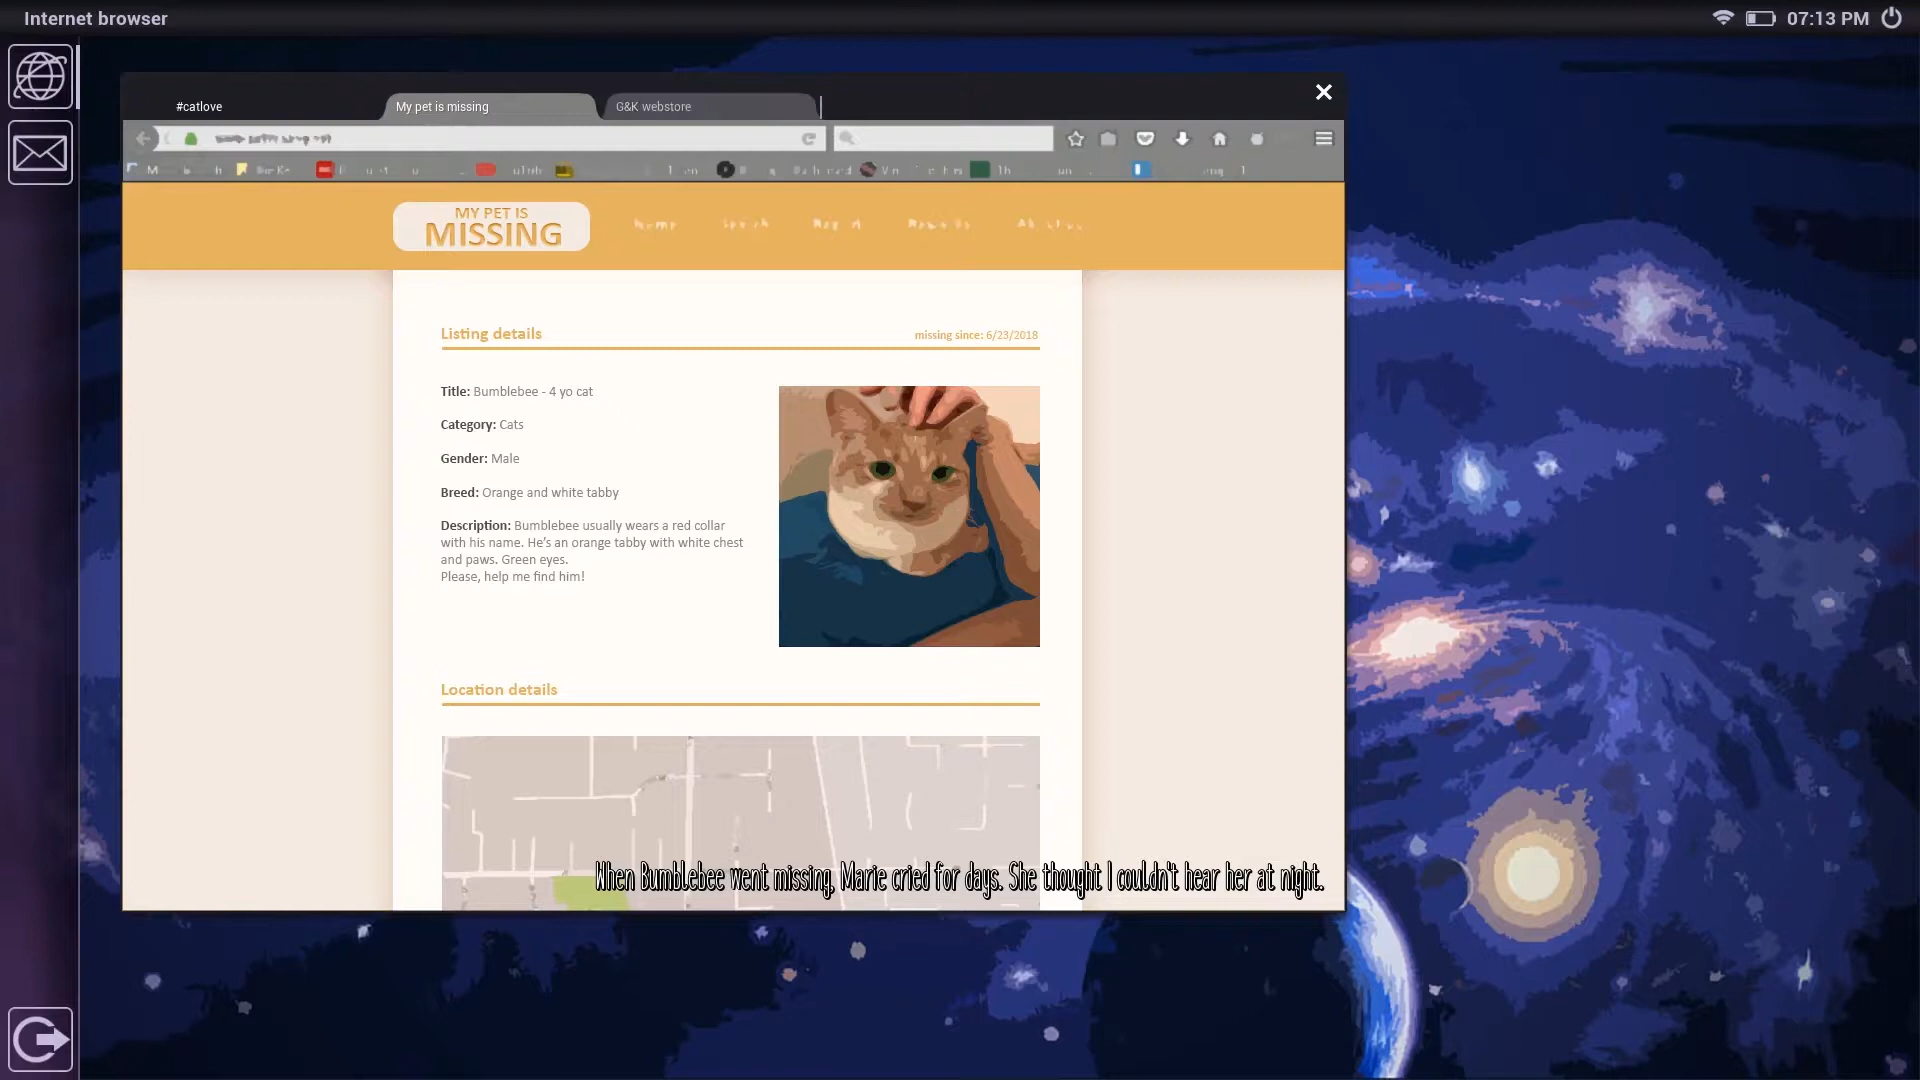 Internet browser
07:13 PM
#catlove
My pet is missing
G&K webstore
MY PET IS
MISSING
Listing details
missing since: 6/23/2018
Title: Bumblebee - 4 yo cat
Category: Cats
Gender: Male
Breed: Orange and white tabby
Description: Bumblebee usually wears a red collar
with his name. He's an orange tabby with white chest
and paws. Green eyes.
Please, help me find him!
Location details
When Bumblebee went missing, Marie cried for days. She thought I couldn't hear her at night.